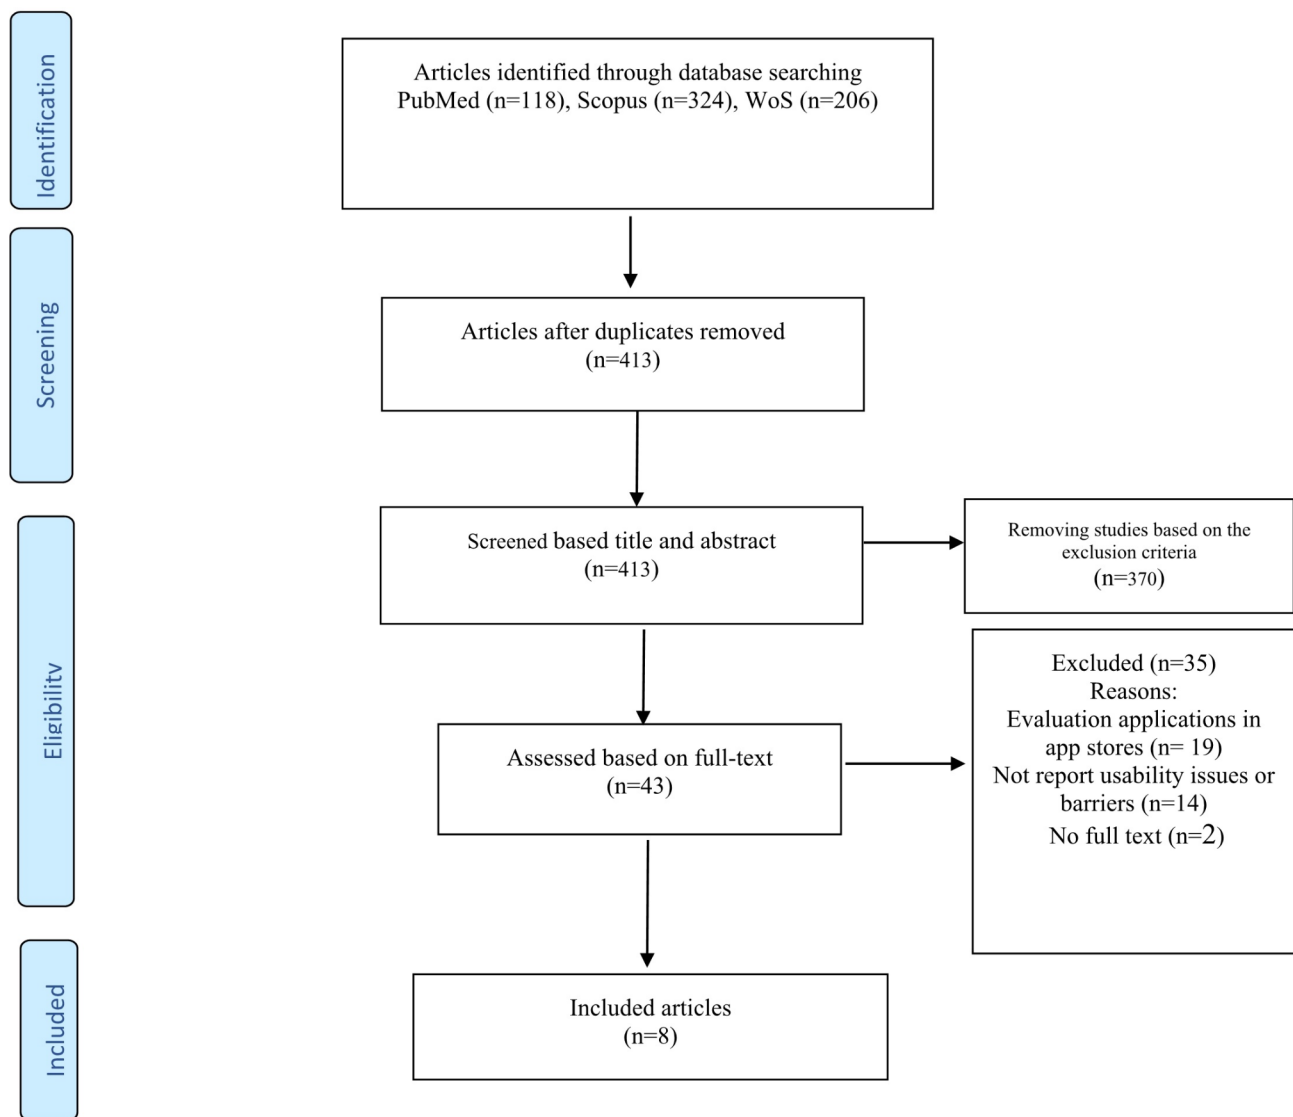 Identification
Articles identified through database searching
PubMed (n=118), Scopus (n=324), WoS (n=206)
Screening
Articles after duplicates removed
(n=413)
Eligibility
Screened based title and abstract
(n=413)
Removing studies based on the
exclusion criteria
(n=370)
Assessed based on full-text
(n=43)
Excluded (n=35)
Reasons:
Evaluation applications in
app stores (n= 19)
Not report usability issues or
barriers (n=14)
No full text (n=2)
Included
Included articles
(n=8)